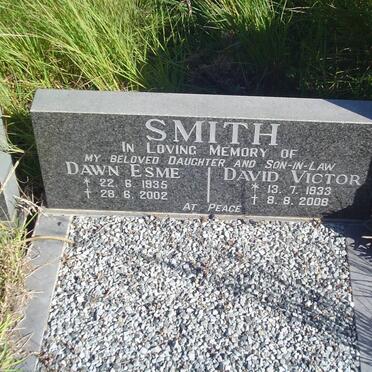 SMITH
IN LOVING MEMORY OF
MY BELOVED DAUGHTER AND SON-IN-LAW
DAWN ESME
* 22. 6. 1935
† 28. 6. 2002
DAVID VICTOR
* 13. 7. 1933
† 8. 8. 2008
AT PEACE